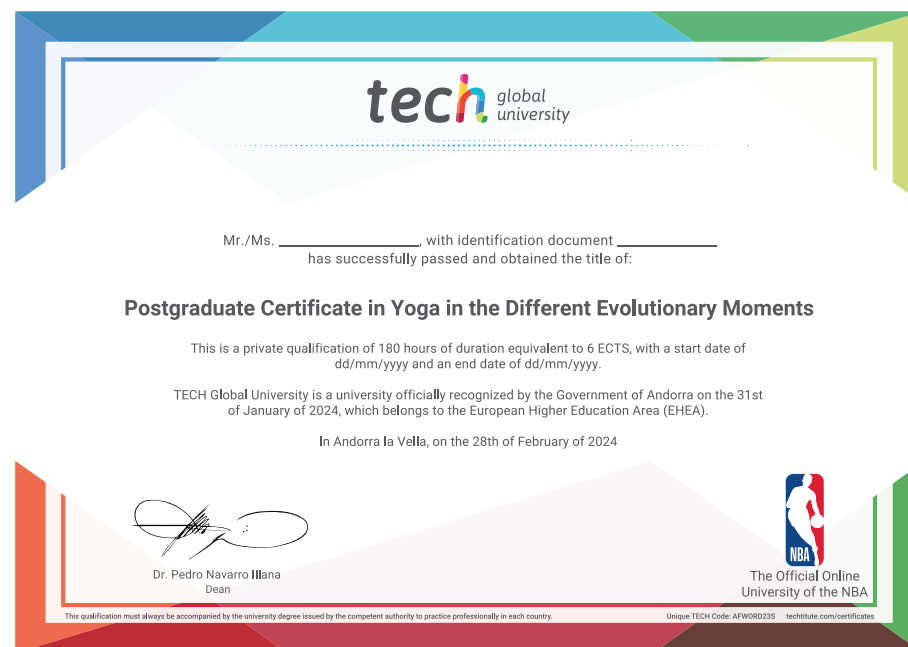 tech global university
Mr./Ms. ____________, with identification document ____________
has successfully passed and obtained the title of:
Postgraduate Certificate in Yoga in the Different Evolutionary Moments
This is a private qualification of 180 hours of duration equivalent to 6 ECTS, with a start date of
dd/mm/yyyy and an end date of dd/mm/yyyy.
TECH Global University is a university officially recognized by the Government of Andorra on the 31st
of January of 2024, which belongs to the European Higher Education Area (EHEA).
In Andorra la Vella, on the 28th of February of 2024
NBA
Dr. Pedro Navarro Illana
Dean
The Official Online
University of the NBA
This qualification must always be accompanied by the university degree issued by the competent authority to practice professionally in each country.
Unique TECH Code: AFWORD23S techtitute.com/certificates